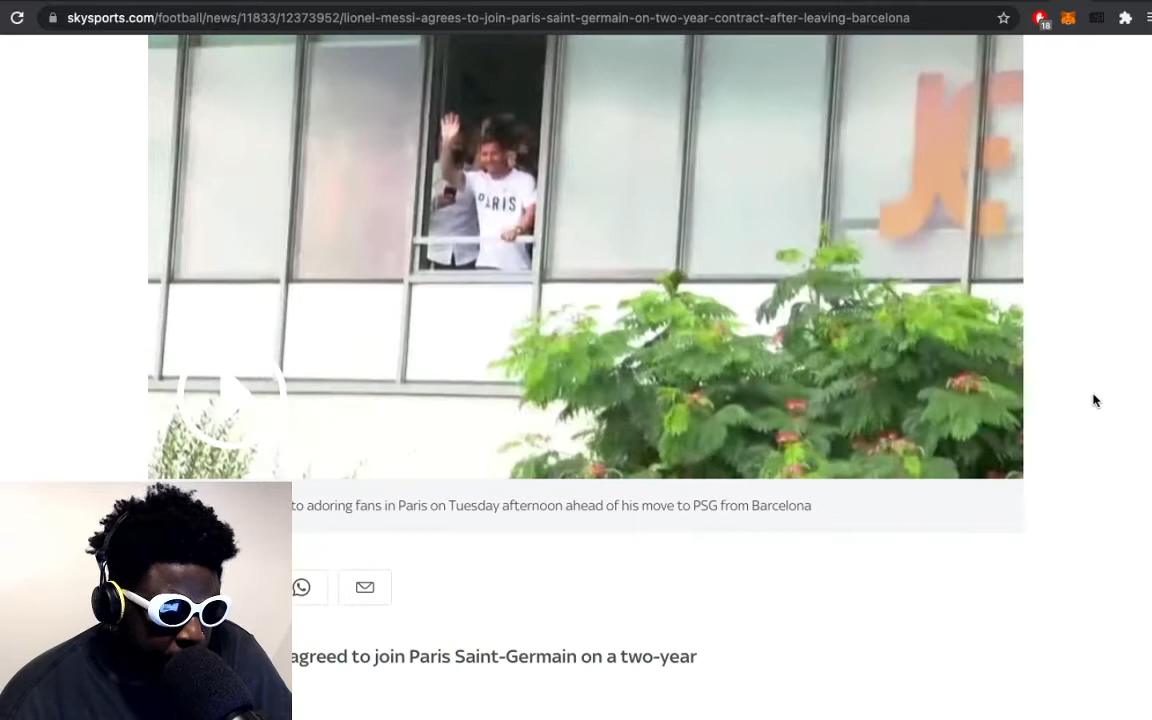 skysports.com/football/news/11833/12373952/lionel-messi-agrees-to-join-paris-saint-germain-on-two-year-contract-after-leaving-barcelona
18
PARIS
to adoring fans in Paris on Tuesday afternoon ahead of his move to PSG from Barcelona
agreed to join Paris Saint-Germain on a two-year